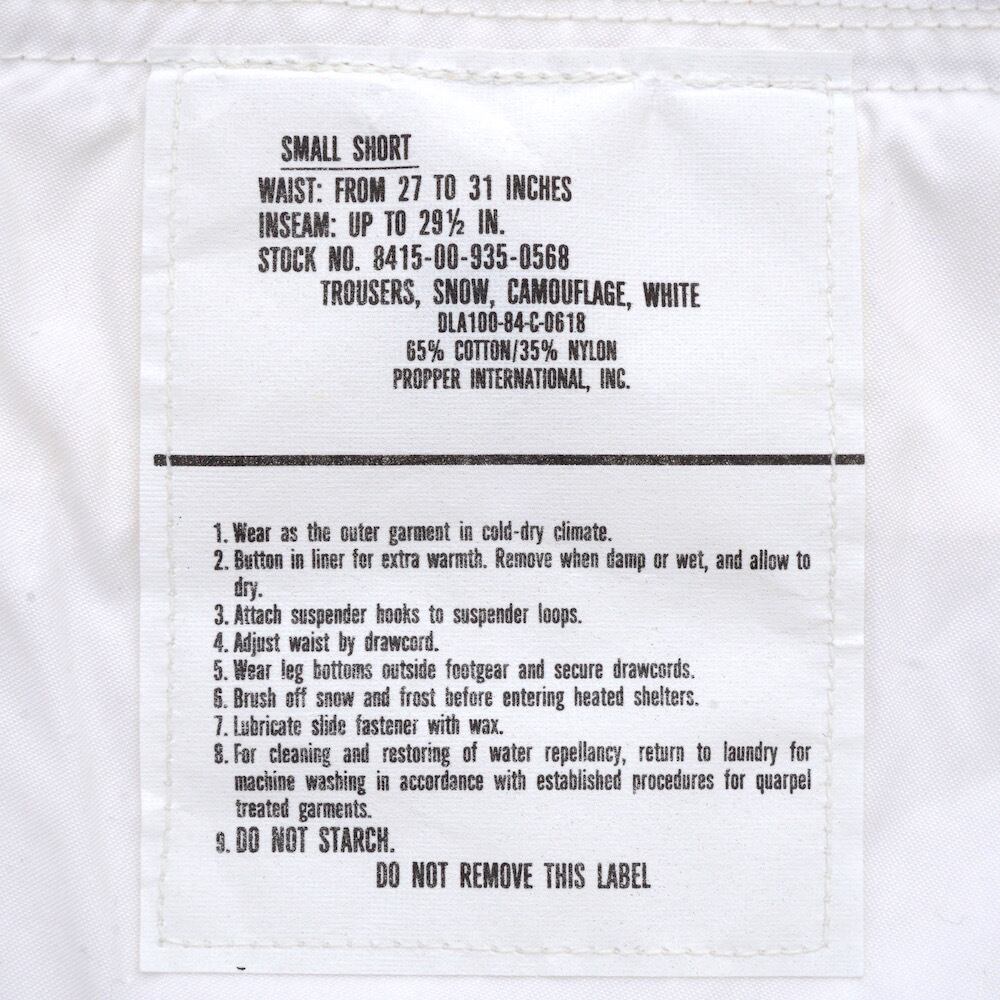 SMALL SHORT
WAIST: FROM 27 TO 31 INCHES
INSEAM: UP TO 29½ IN.
STOCK NO. 8415-00-935-0568
TROUSERS, SNOW, CAMOUFLAGE, WHITE
DLA100-84-C-0618
65% COTTON/35% NYLON
PROPPER INTERNATIONAL, INC.
1. Wear as the outer garment in cold-dry climate.
2. Button in liner for extra warmth. Remove when damp or wet, and allow to
dry.
3. Attach suspender hooks to suspender loops.
4. Adjust waist by drawcord.
5. Wear leg bottoms outside footgear and secure drawcords.
6. Brush off snow and frost before entering heated shelters.
7. Lubricate slide fastener with wax.
8. For cleaning and restoring of water repellancy, return to laundry for
machine washing in accordance with established procedures for quarpel
treated garments.
9. DO NOT STARCH.
DO NOT REMOVE THIS LABEL